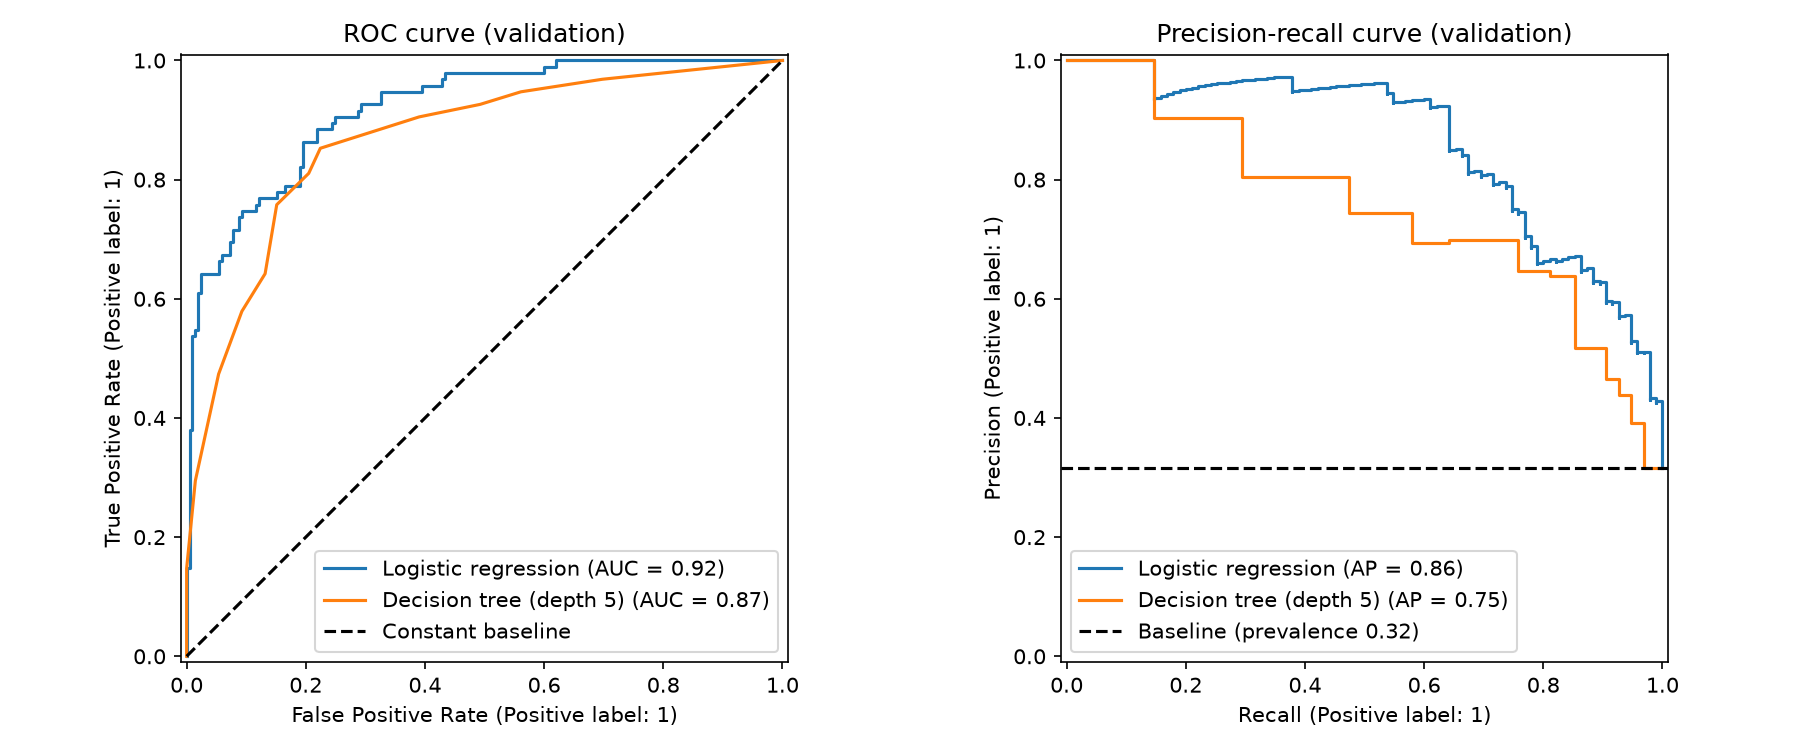 ROC curve (validation)
True Positive Rate (Positive label: 1)
1.0
0.8
0.6
0.4
0.2
0.0
Logistic regression (AUC = 0.92)
Decision tree (depth 5) (AUC = 0.87)
Constant baseline
0.0 0.2 0.4 0.6 0.8 1.0
False Positive Rate (Positive label: 1)
Precision-recall curve (validation)
Precision (Positive label: 1)
1.0
0.8
0.6
0.4
0.2
0.0
Logistic regression (AP = 0.86)
Decision tree (depth 5) (AP = 0.75)
Baseline (prevalence 0.32)
0.0 0.2 0.4 0.6 0.8 1.0
Recall (Positive label: 1)